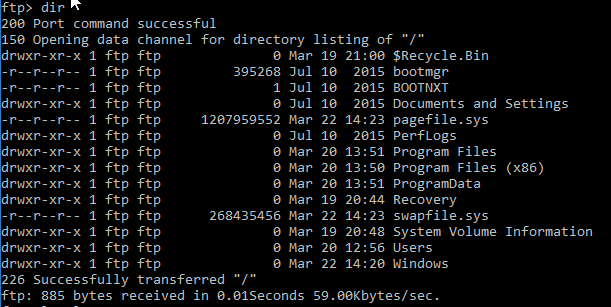 ftp> dir
200 Port command successful
150 Opening data channel for directory listing of "/"
drwxr-xr-x 1 ftp ftp              0 Mar 19 21:00 $Recycle.Bin
-r--r--r-- 1 ftp ftp         395268 Jul 10  2015 bootmgr
-r--r--r-- 1 ftp ftp              1 Jul 10  2015 BOOTNXT
drwxr-xr-x 1 ftp ftp              0 Jul 10  2015 Documents and Settings
-r--r--r-- 1 ftp ftp     1207959552 Mar 22 14:23 pagefile.sys
drwxr-xr-x 1 ftp ftp              0 Jul 10  2015 PerfLogs
drwxr-xr-x 1 ftp ftp              0 Mar 20 13:51 Program Files
drwxr-xr-x 1 ftp ftp              0 Mar 20 13:50 Program Files (x86)
drwxr-xr-x 1 ftp ftp              0 Mar 20 13:51 ProgramData
drwxr-xr-x 1 ftp ftp              0 Mar 19 20:44 Recovery
-r--r--r-- 1 ftp ftp      268435456 Mar 22 14:23 swapfile.sys
drwxr-xr-x 1 ftp ftp              0 Mar 19 20:48 System Volume Information
drwxr-xr-x 1 ftp ftp              0 Mar 20 12:56 Users
drwxr-xr-x 1 ftp ftp              0 Mar 22 14:20 Windows
226 Successfully transferred "/"
ftp: 885 bytes received in 0.01Seconds 59.00Kbytes/sec.